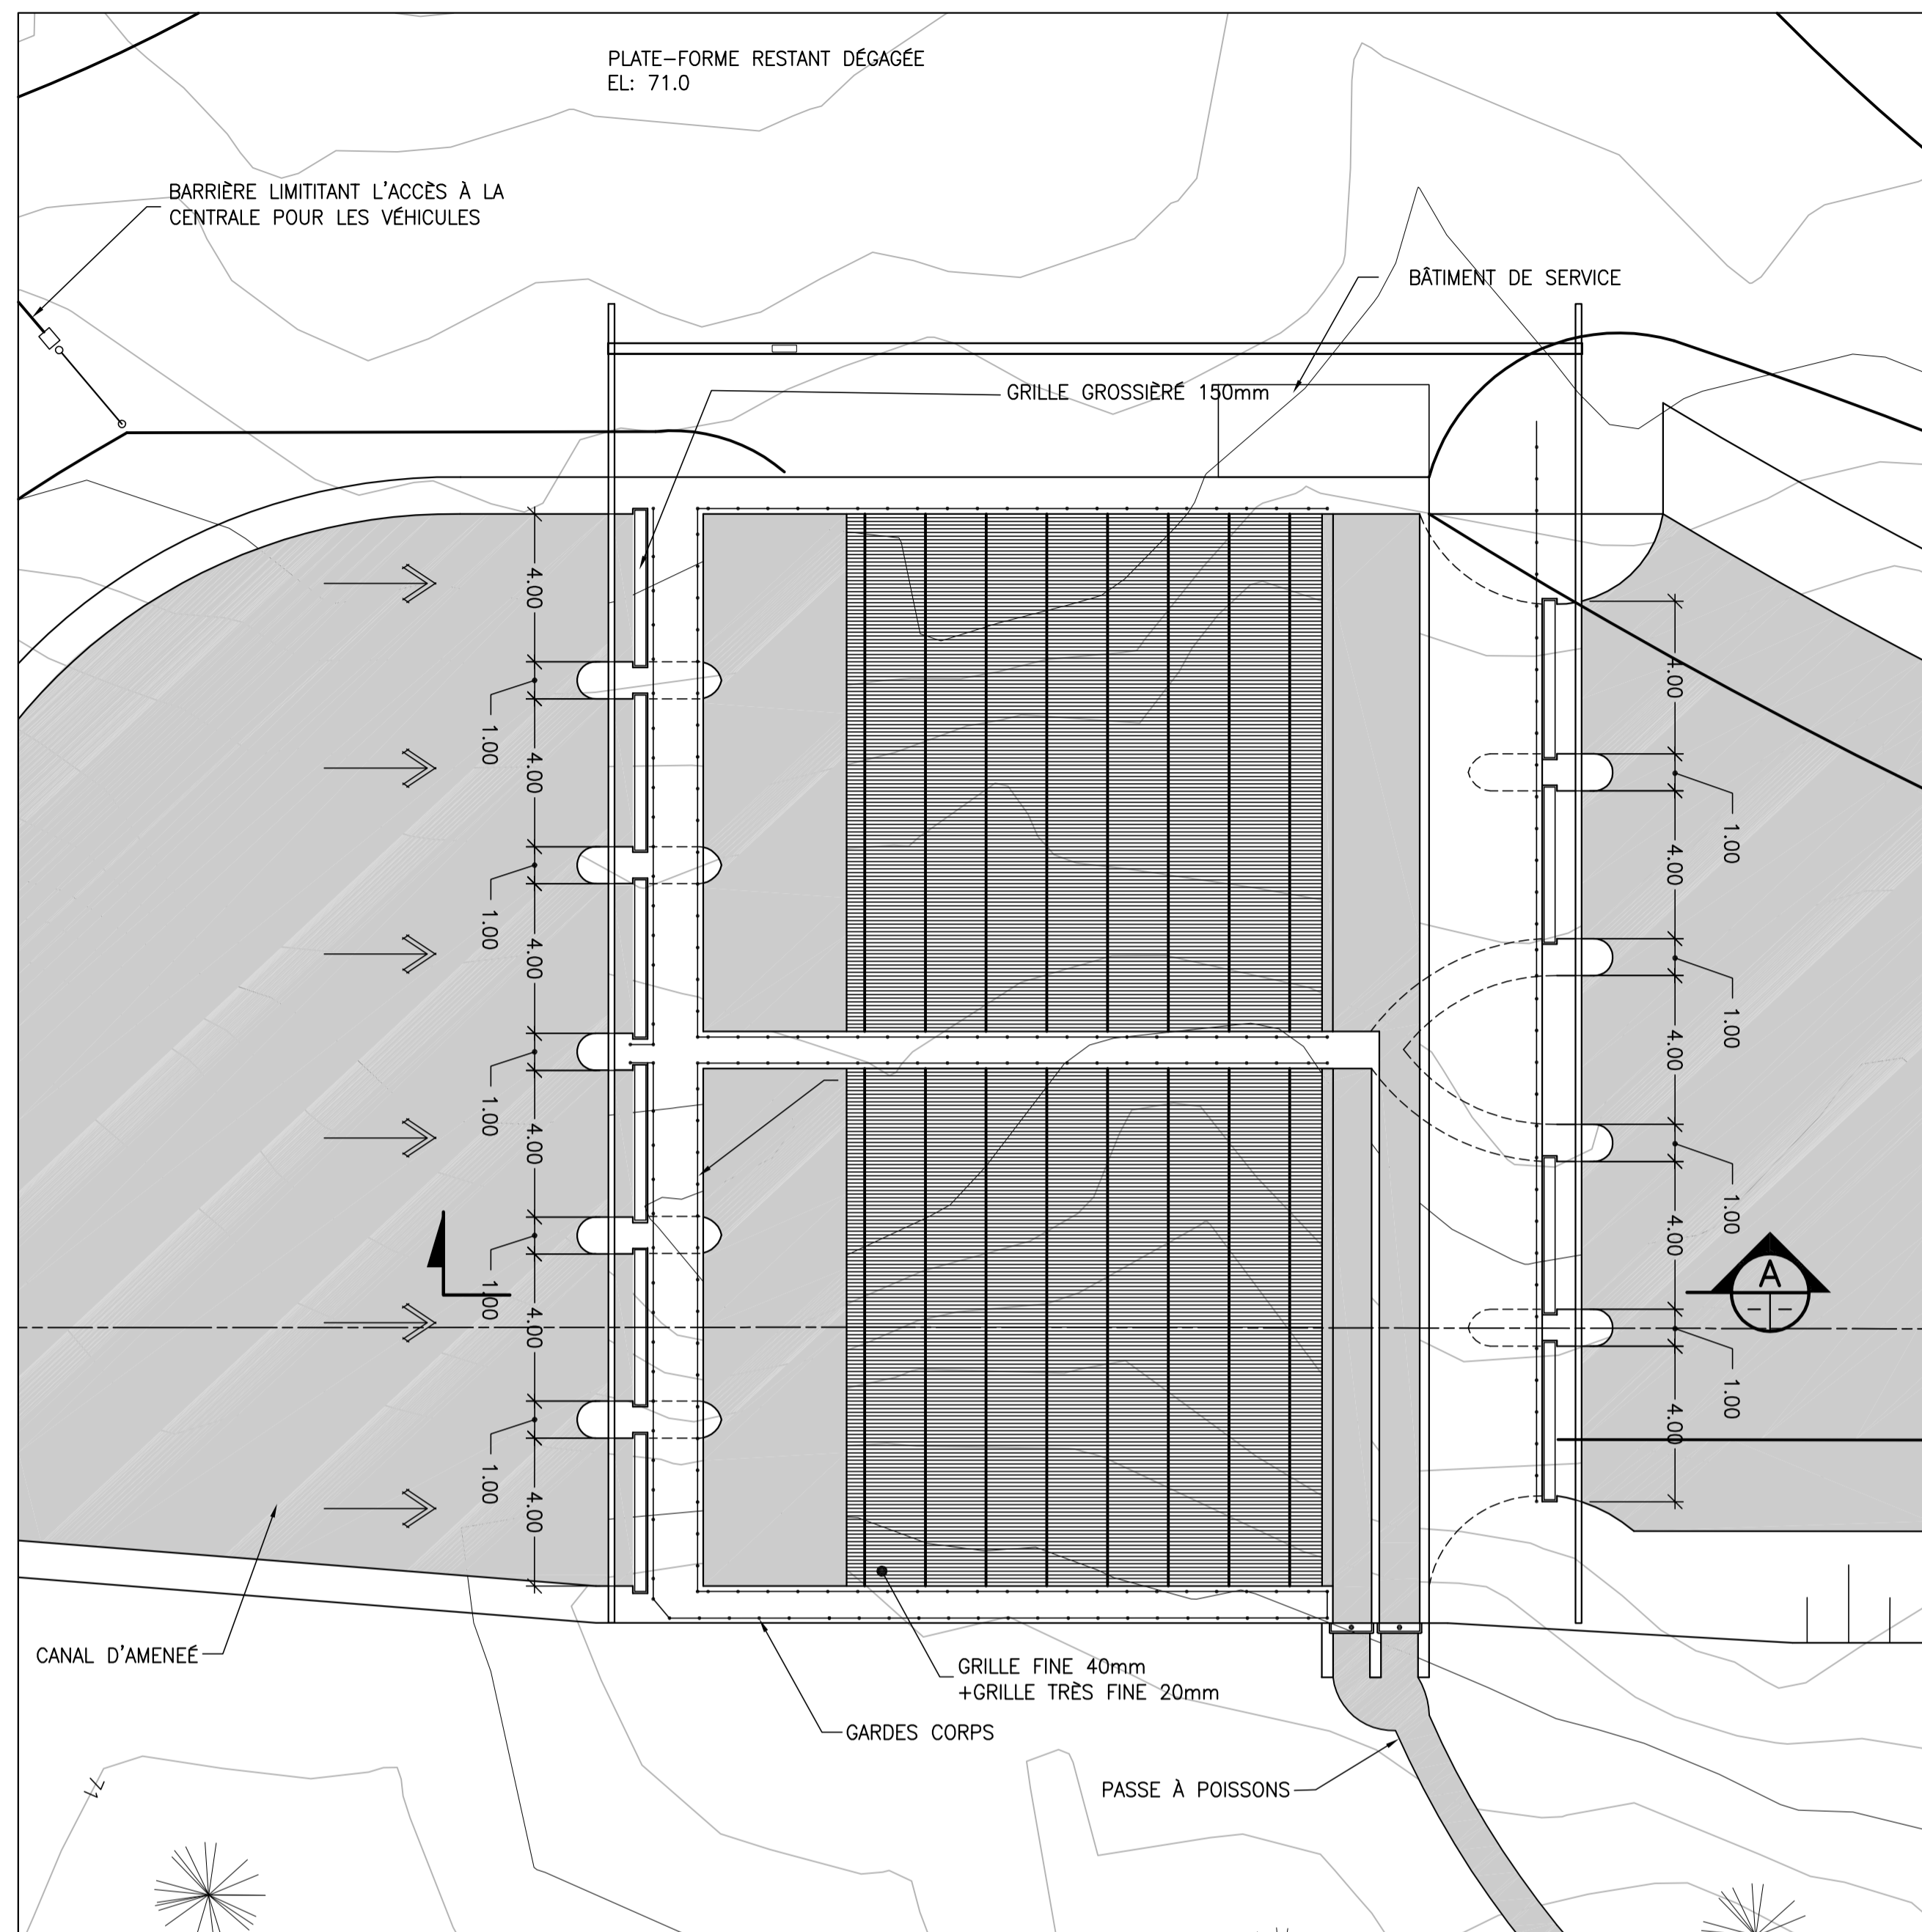 PLATE-FORME RESTANT DÉGAGÉE
EL: 71.0
BARRIÈRE LIMITITANT L'ACCÈS À LA
CENTRALE POUR LES VÉHICULES
BÂTIMENT DE SERVICE
GRILLE GROSSIÈRE 150mm
4.00
1.00
4.00
1.00
4.00
1.00
4.00
1.00
4.00
1.00
4.00
4.00
1.00
4.00
1.00
4.00
1.00
4.00
1.00
4.00
A
CANAL D'AMENEÉ
GRILLE FINE 40mm
+GRILLE TRÈS FINE 20mm
GARDES CORPS
PASSE À POISSONS
71